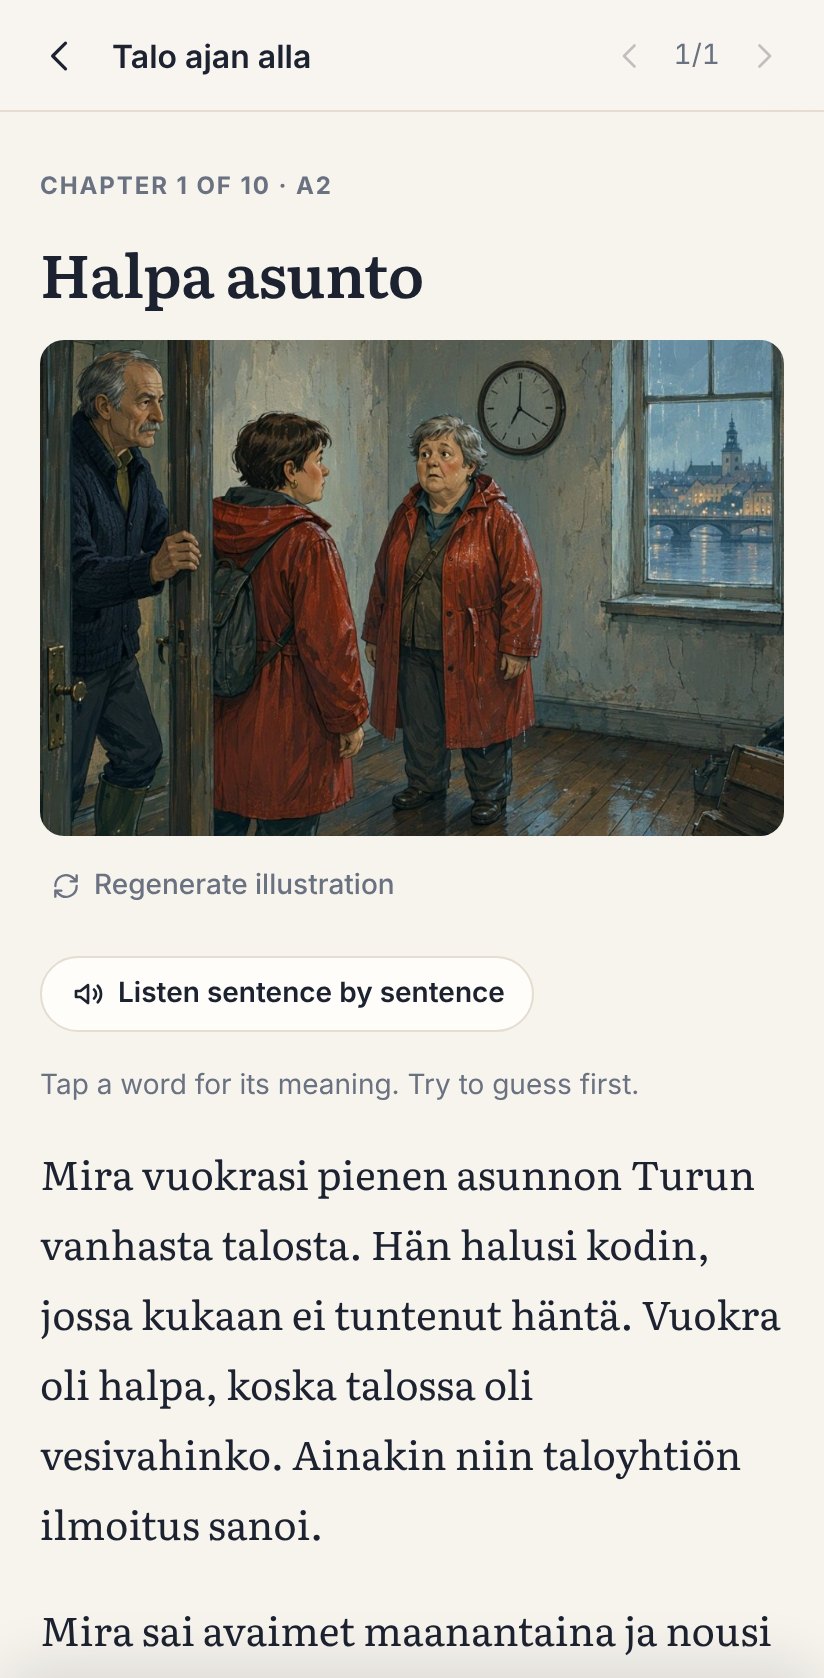 Talo ajan alla
1/1
CHAPTER 1 OF 10 · A2
Halpa asunto
Regenerate illustration
Listen sentence by sentence
Tap a word for its meaning. Try to guess first.
Mira vuokrasi pienen asunnon Turun
vanhasta talosta. Hän halusi kodin,
jossa kukaan ei tuntenut häntä. Vuokra
oli halpa, koska talossa oli
vesivahinko. Ainakin niin taloyhtiön
ilmoitus sanoi.
Mira sai avaimet maanantaina ja nousi